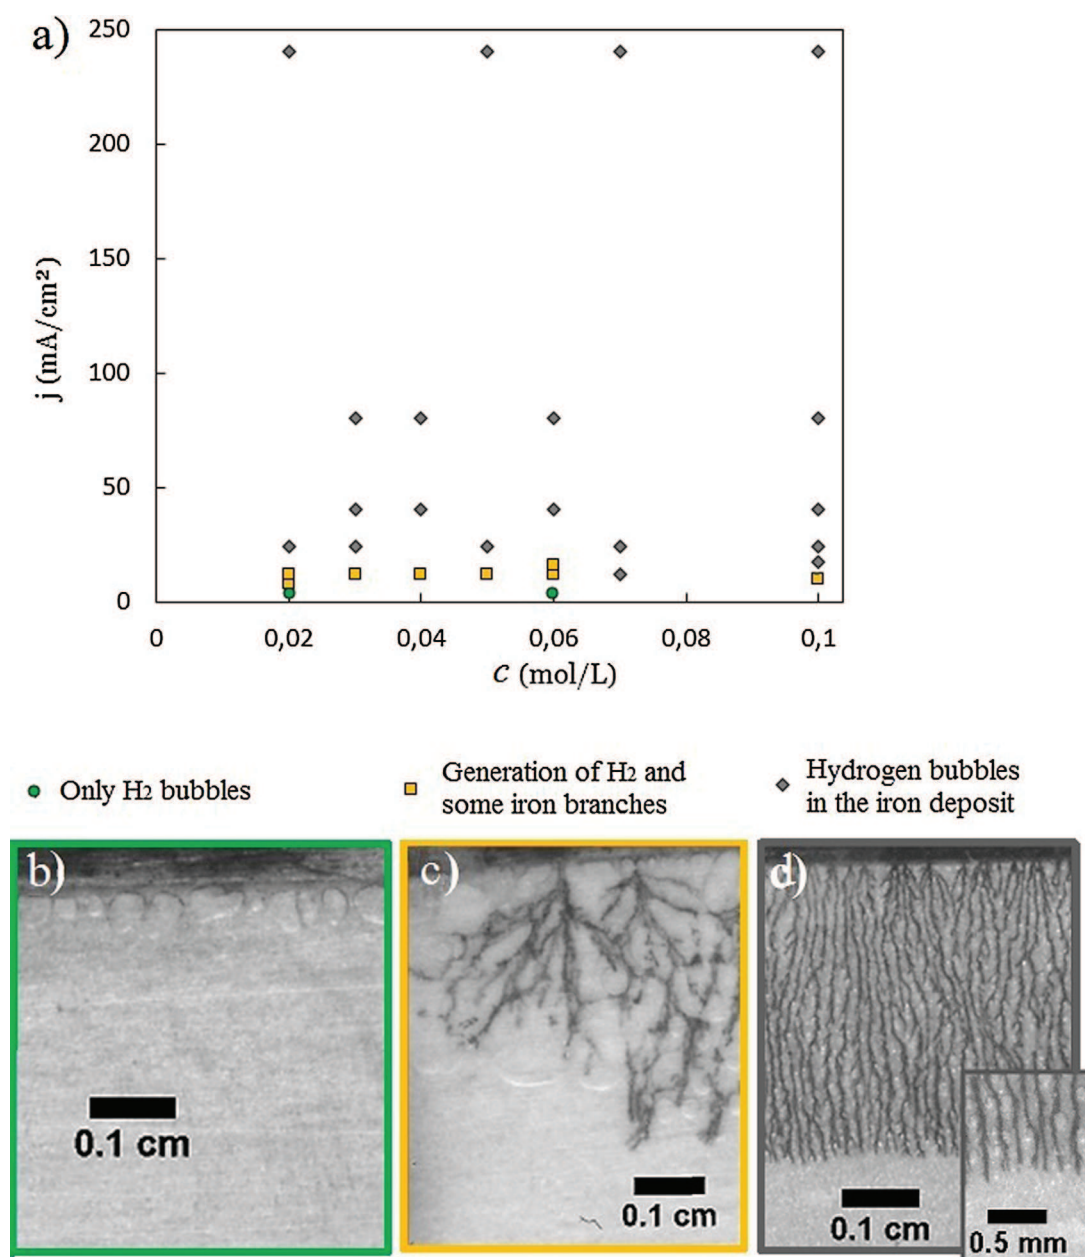 a)
250
200
150
100
50
0
j (mA/cm²)
0
0,02
0,04
0,06
0,08
0,1
C (mol/L)
Only H2 bubbles
Generation of H2 and
some iron branches
Hydrogen bubbles
in the iron deposit
b)
0.1 cm
c)
0.1 cm
d)
0.1 cm
0.5 mm